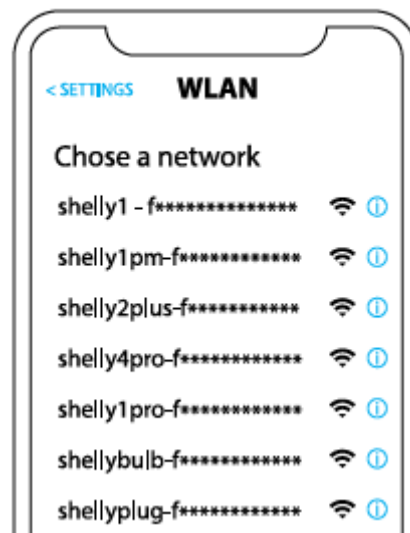 < SETTINGS WLAN
Chose a network
shelly1 - f**************
shelly1pm-f************
shelly2plus-f***********
shelly4pro-f************
shelly1pro-f************
shellybulb-f************
shellyplug-f************